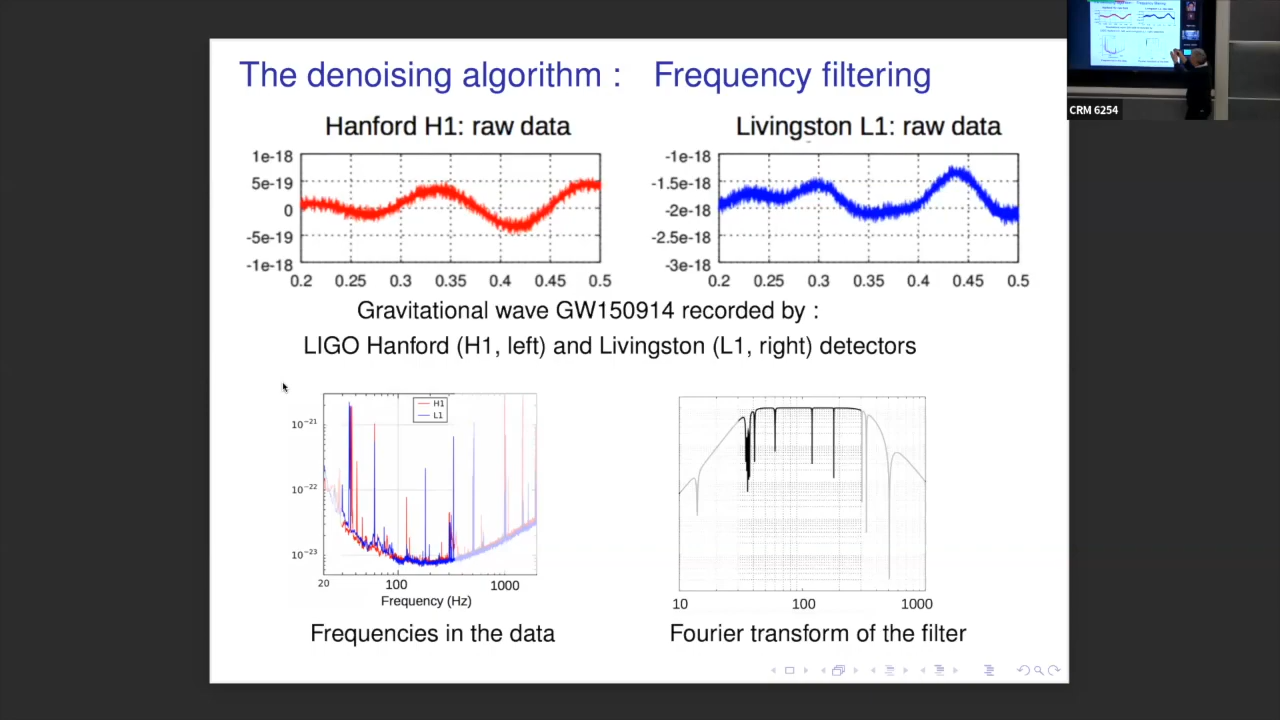 The denoising algorithm : Frequency filtering
Hanford H1: raw data
1e-18
5e-19
0
-5e-19
-1e-18
0.2 0.25 0.3 0.35 0.4 0.45 0.5
Livingston L1: raw data
-1e-18
-1.5e-18
-2e-18
-2.5e-18
-3e-18
0.2 0.25 0.3 0.35 0.4 0.45 0.5
Gravitational wave GW150914 recorded by :
LIGO Hanford (H1, left) and Livingston (L1, right) detectors
H1
L1
10⁻²¹
10⁻²²
10⁻²³
20 100 1000
Frequency (Hz)
Frequencies in the data
10 100 1000
Fourier transform of the filter
CRM 6254